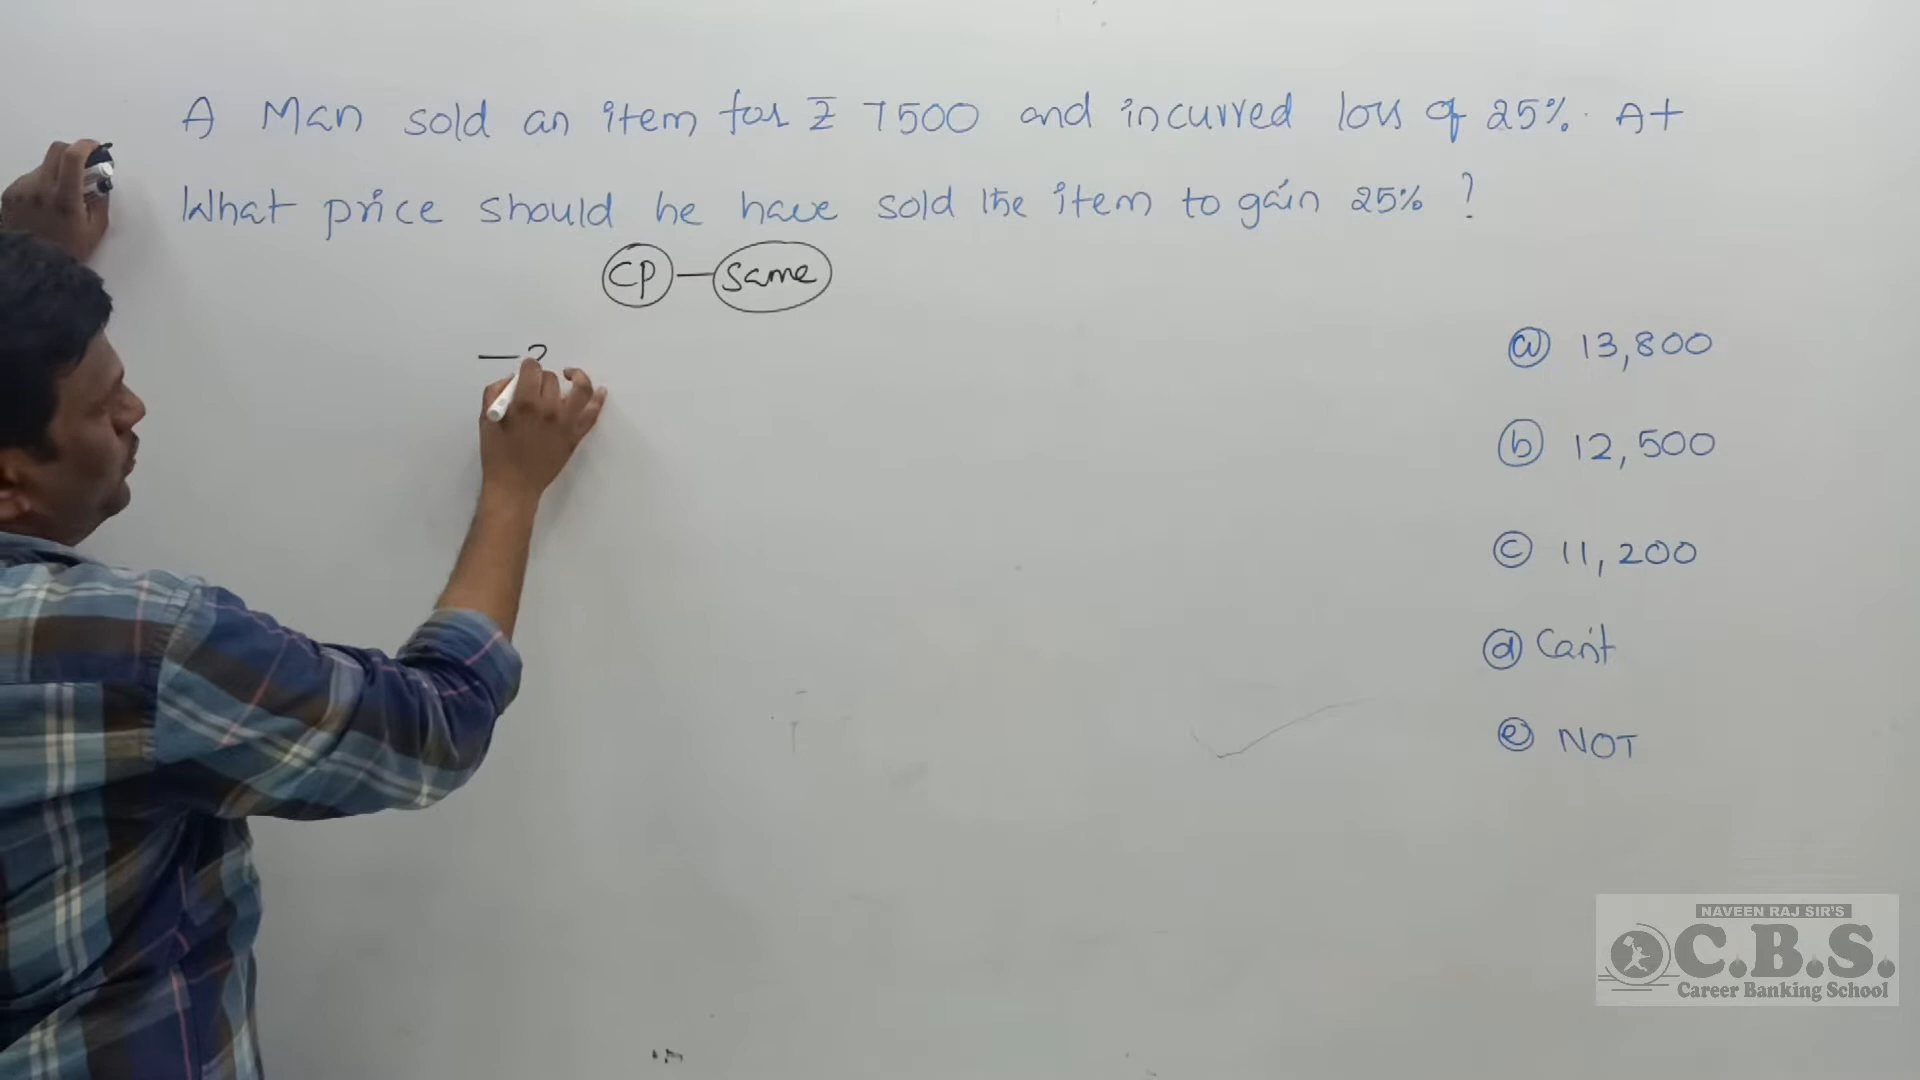 A Man sold an item for ₹ 7500 and incurred loss of 25%. At
What price should he have sold the item to gain 25% ?
CP — Same
— 2
ⓐ 13,800
ⓑ 12,500
ⓒ 11,200
ⓓ Can't
ⓔ NOT
NAVEEN RAJ SIR'S
C.B.S.
Career Banking School